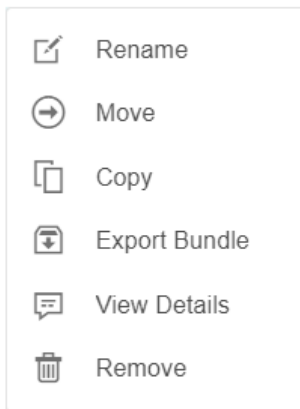 Rename
Move
Copy
Export Bundle
View Details
Remove